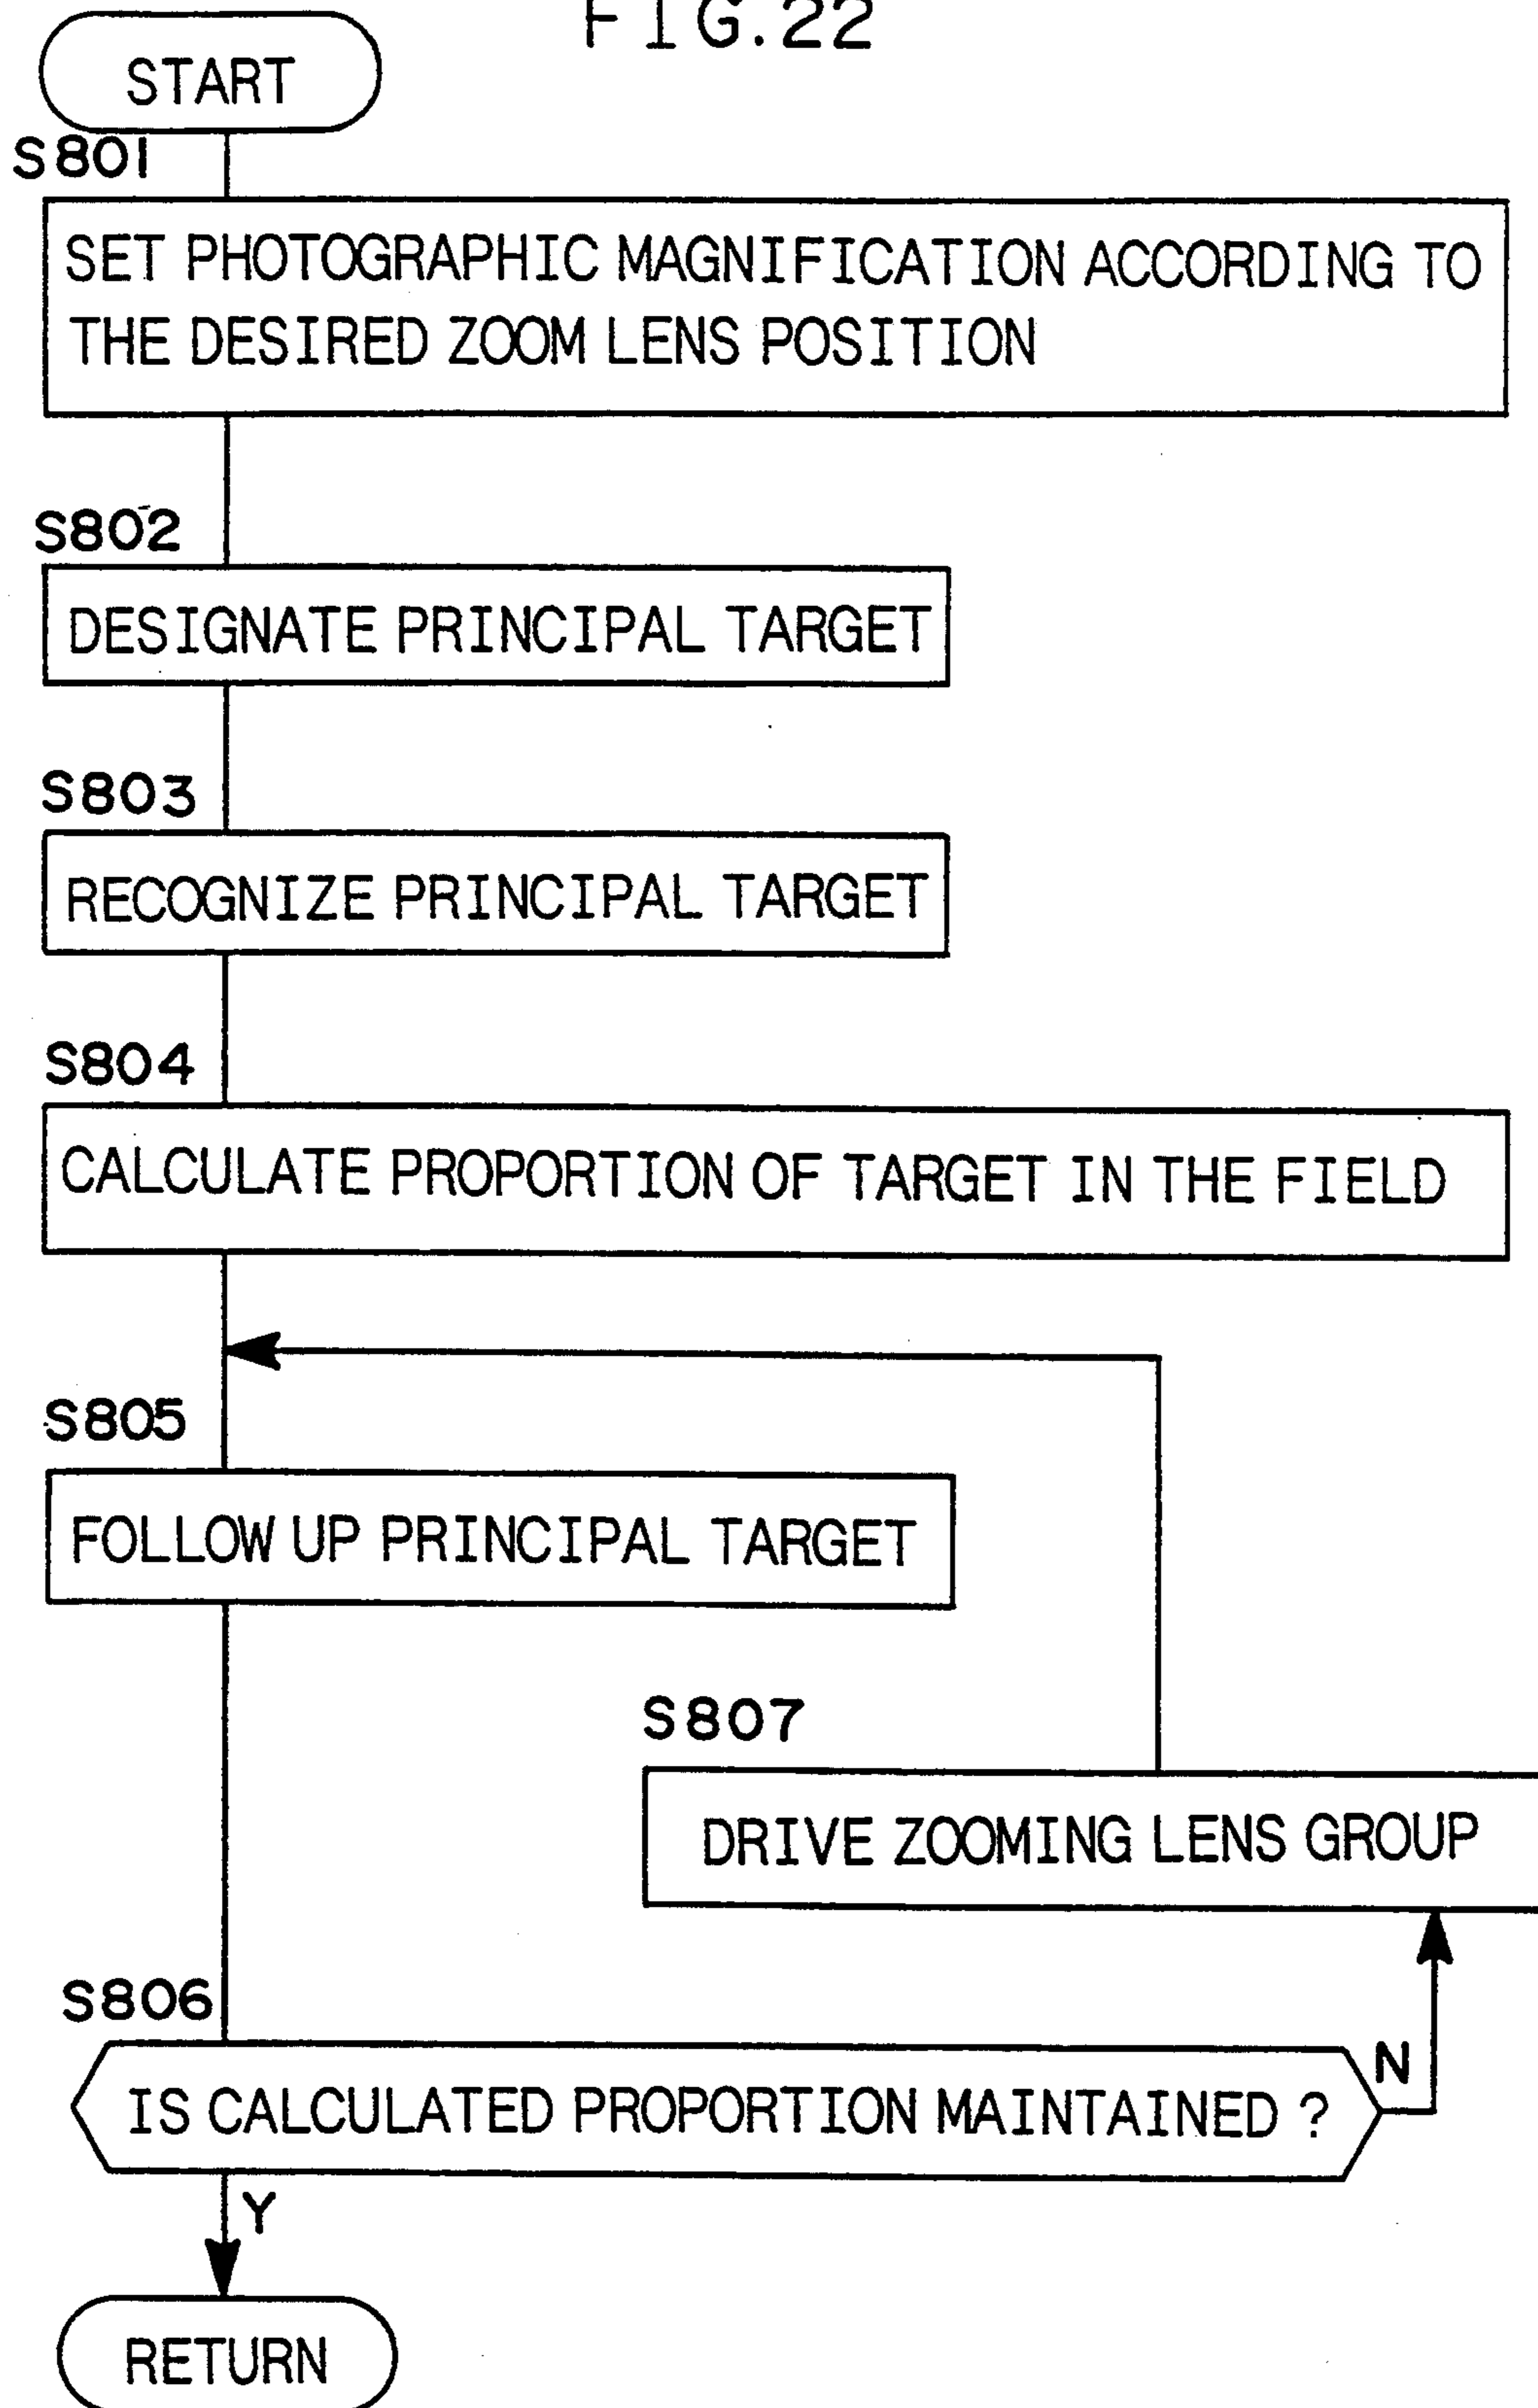 FIG.22
START
S801
SET PHOTOGRAPHIC MAGNIFICATION ACCORDING TO
THE DESIRED ZOOM LENS POSITION
S802
DESIGNATE PRINCIPAL TARGET
S803
RECOGNIZE PRINCIPAL TARGET
S804
CALCULATE PROPORTION OF TARGET IN THE FIELD
S805
FOLLOW UP PRINCIPAL TARGET
S807
DRIVE ZOOMING LENS GROUP
S806
IS CALCULATED PROPORTION MAINTAINED ?
N
Y
RETURN